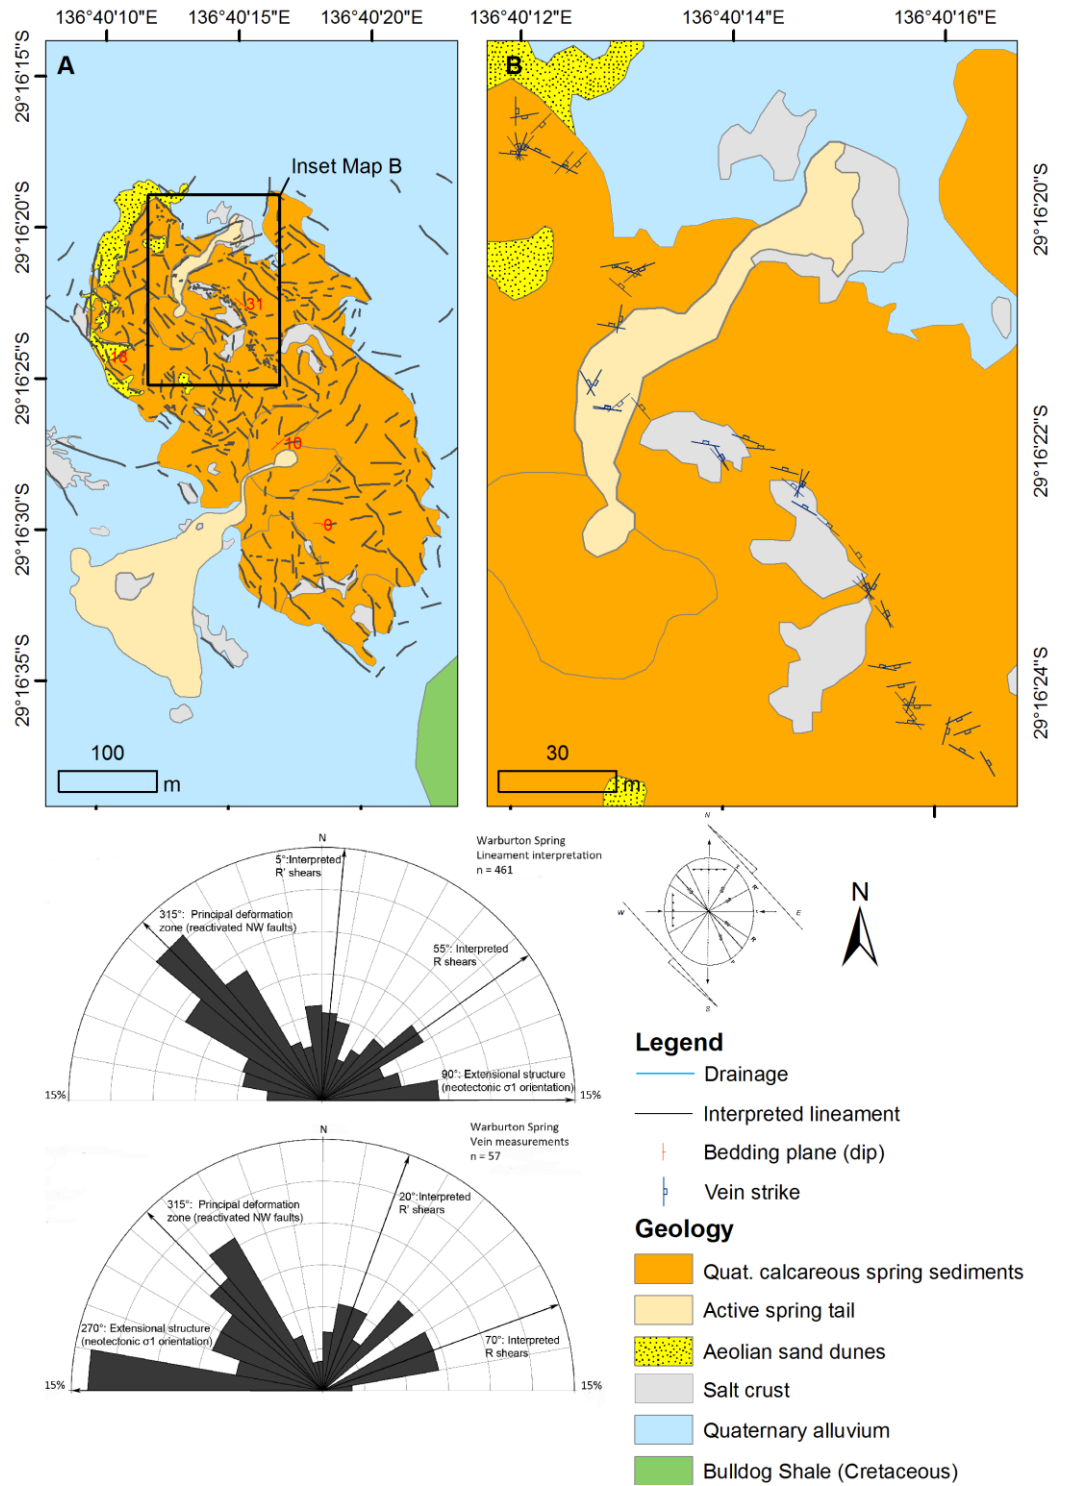 136°40'10"E
136°40'15"E
136°40'20"E
136°40'12"E
136°40'14"E
136°40'16"E
29°16'15"S
29°16'20"S
29°16'25"S
29°16'30"S
29°16'35"S
A
Inset Map B
31
18
10
0
100
m
B
30
m
29°16'20"S
29°16'22"S
29°16'24"S
Warburton Spring
Lineament interpretation
n = 461
N
5°:Interpreted
R' shears
315°: Principal deformation
zone (reactivated NW faults)
55°: Interpreted
R shears
90°: Extensional structure
(neotectonic σ1 orientation)
15%
15%
Warburton Spring
Vein measurements
n = 57
N
315°: Principal deformation
zone (reactivated NW faults)
20°:Interpreted
R' shears
270°: Extensional structure
(neotectonic σ1 orientation)
70°: Interpreted
R shears
15%
15%
N
W
E
S
R'
R
P
N
Legend
Drainage
Interpreted lineament
Bedding plane (dip)
Vein strike
Geology
Quat. calcareous spring sediments
Active spring tail
Aeolian sand dunes
Salt crust
Quaternary alluvium
Bulldog Shale (Cretaceous)